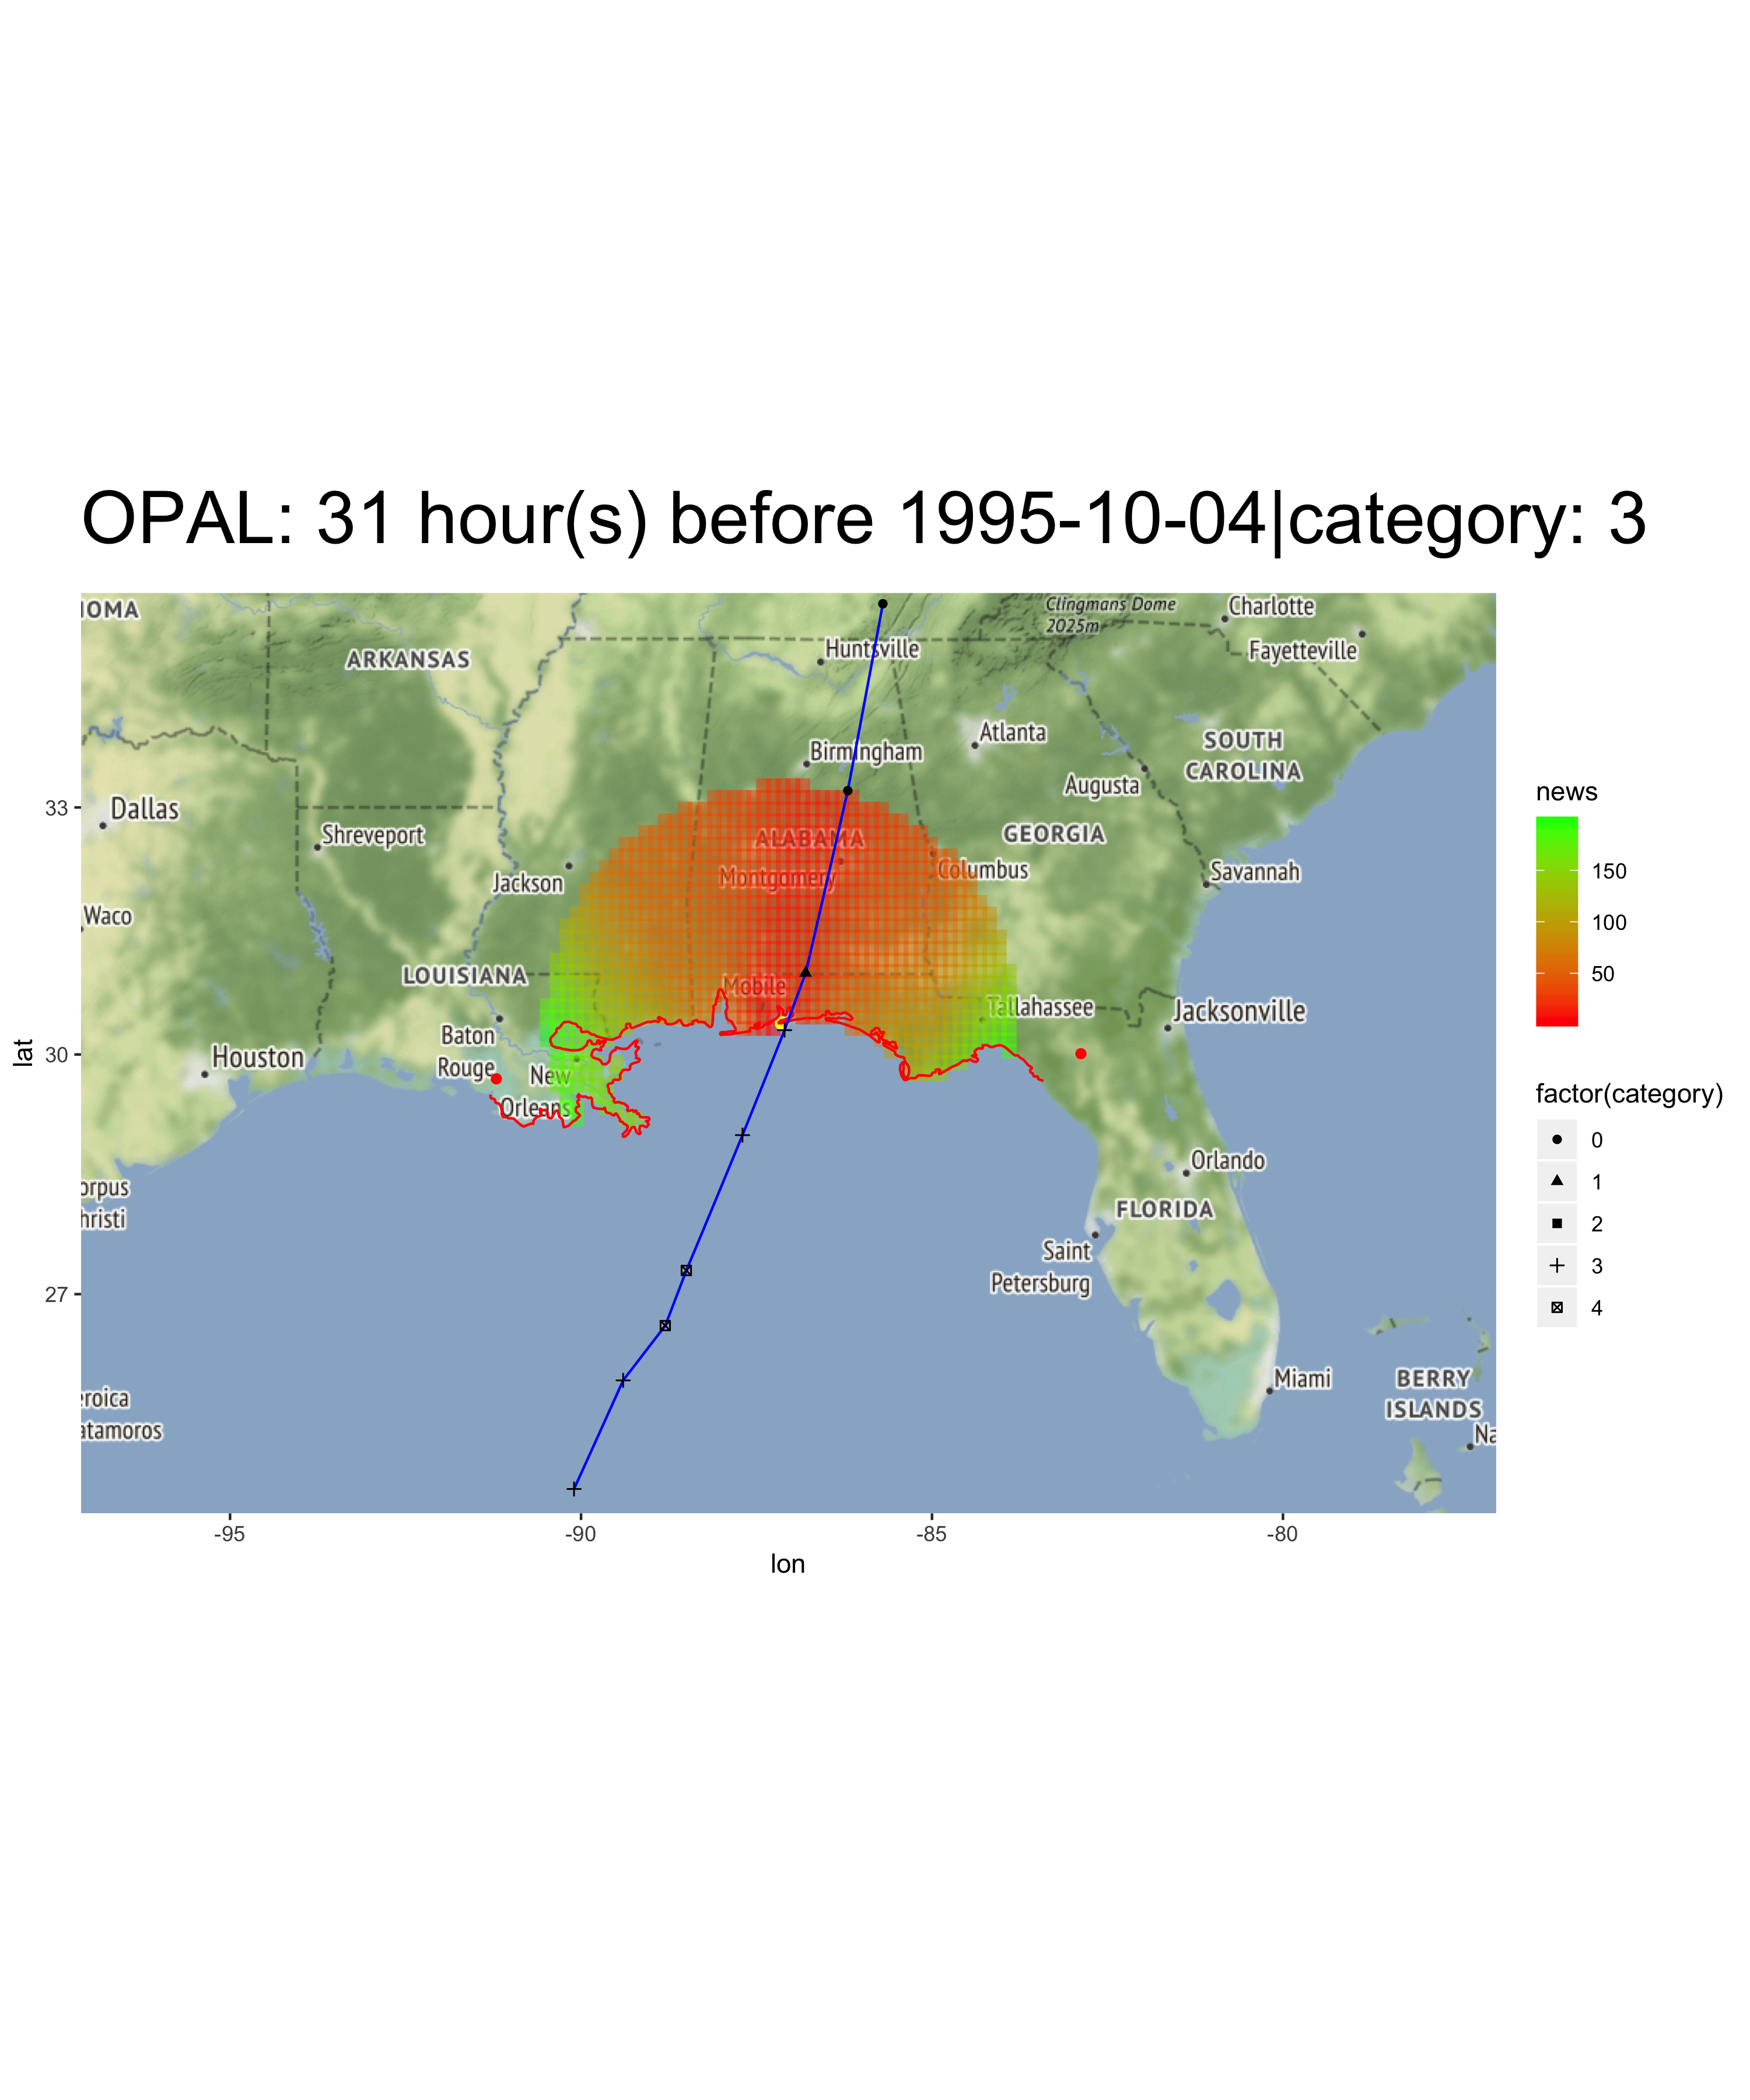 OPAL: 31 hour(s) before 1995-10-04|category: 3
IOMA
ARKANSAS
Clingmans Dome
2025m
Charlotte
Fayetteville
Huntsville
Birmingham
Atlanta
SOUTH
CAROLINA
Augusta
Dallas
Shreveport
Jackson
ALABAMA
Montgomery
GEORGIA
Columbus
Savannah
Waco
LOUISIANA
Mobile
Tallahassee
Jacksonville
Baton
Rouge
Houston
New
Orleans
Orlando
FLORIDA
Saint
Petersburg
orpus
hristi
Miami
BERRY
ISLANDS
Na
eroica
atamoros
33
30
27
lat
-95
-90
-85
-80
lon
news
150
100
50
factor(category)
0
1
2
3
4